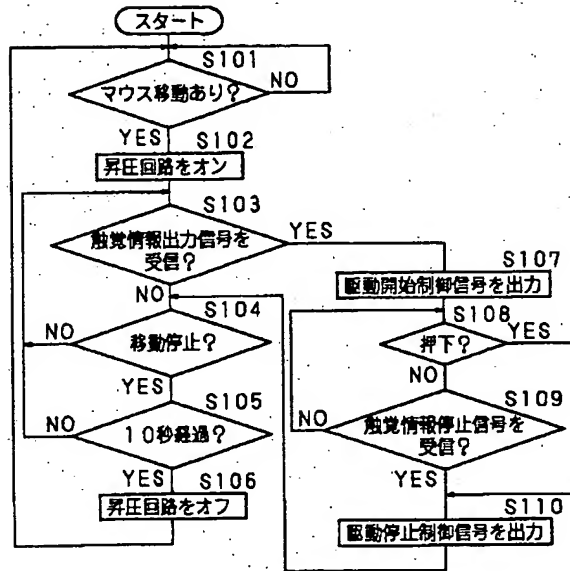 スタート
S101
マウス移動あり?
NO
YES
S102
昇圧回路をオン
S103
触覚情報出力信号を
受信?
YES
NO
S107
駆動開始制御信号を出力
S104
NO
移動停止?
YES
S108
押下?
YES
NO
S105
NO
10秒経過?
YES
S109
NO
触覚情報停止信号を
受信?
YES
S106
昇圧回路をオフ
S110
駆動停止制御信号を出力